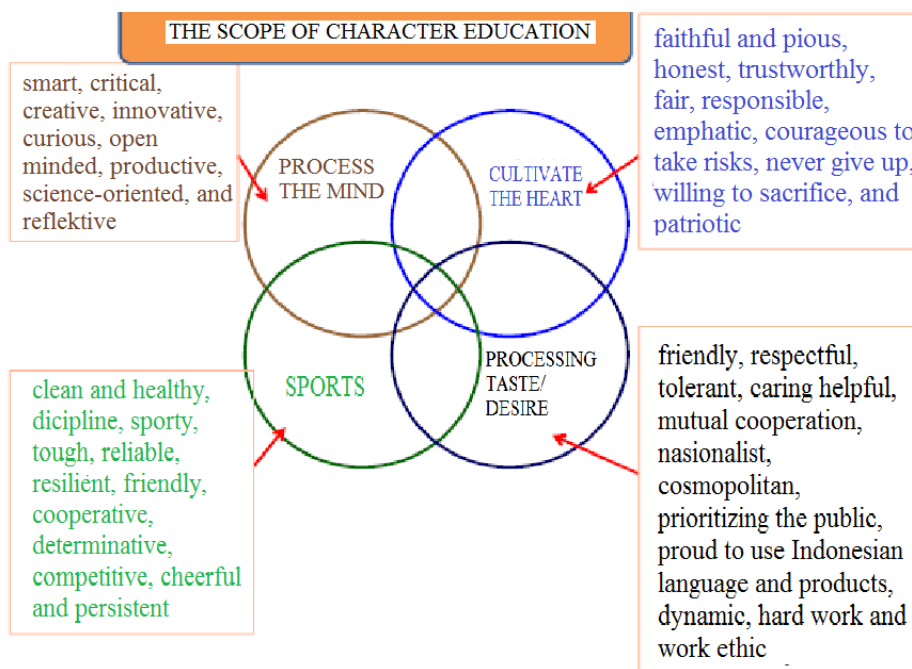 THE SCOPE OF CHARACTER EDUCATION
smart, critical,
creative, innovative,
curious, open
minded, productive,
science-oriented, and
reflektive
PROCESS
THE MIND
CULTIVATE
THE HEART
faithful and pious,
honest, trustworthly,
fair, responsible,
emphatic, courageous to
take risks, never give up,
willing to sacrifice, and
patriotic
clean and healthy,
dicipline, sporty,
tough, reliable,
resilient, friendly,
cooperative,
determinative,
competitive, cheerful
and persistent
SPORTS
PROCESSING
TASTE/
DESIRE
friendly, respectful,
tolerant, caring helpful,
mutual cooperation,
nasionalist,
cosmopolitan,
prioritizing the public,
proud to use Indonesian
language and products,
dynamic, hard work and
work ethic